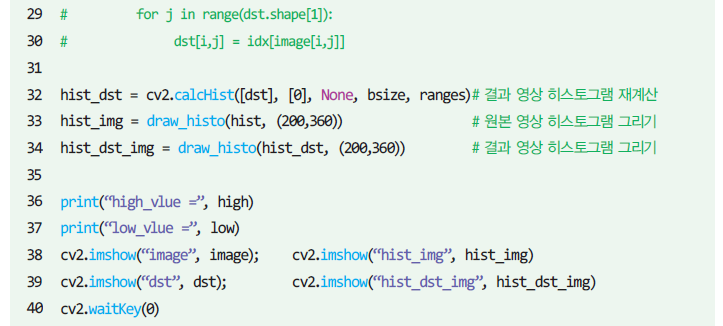 29 #         for j in range(dst.shape[1]):
30 #             dst[i,j] = idx[image[i,j]]
31
32 hist_dst = cv2.calcHist([dst], [0], None, bsize, ranges)# 결과 영상 히스토그램 재계산
33 hist_img = draw_histo(hist, (200,360)) # 원본 영상 히스토그램 그리기
34 hist_dst_img = draw_histo(hist_dst, (200,360)) # 결과 영상 히스토그램 그리기
35
36 print(“high_vlue =”, high)
37 print(“low_vlue =”, low)
38 cv2.imshow(“image”, image);    cv2.imshow(“hist_img”, hist_img)
39 cv2.imshow(“dst”, dst);        cv2.imshow(“hist_dst_img”, hist_dst_img)
40 cv2.waitKey(0)